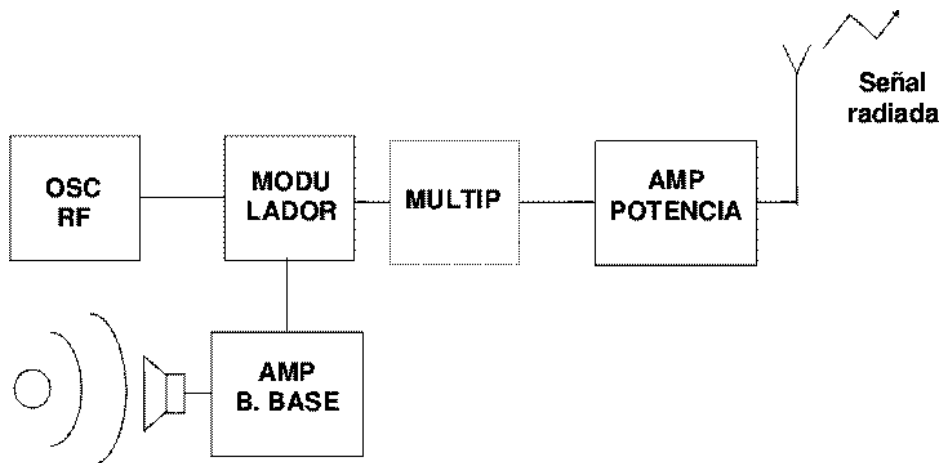 Señal
radiada
OSC
RF
MODU
LADOR
MULTIP
AMP
POTENCIA
AMP
B. BASE